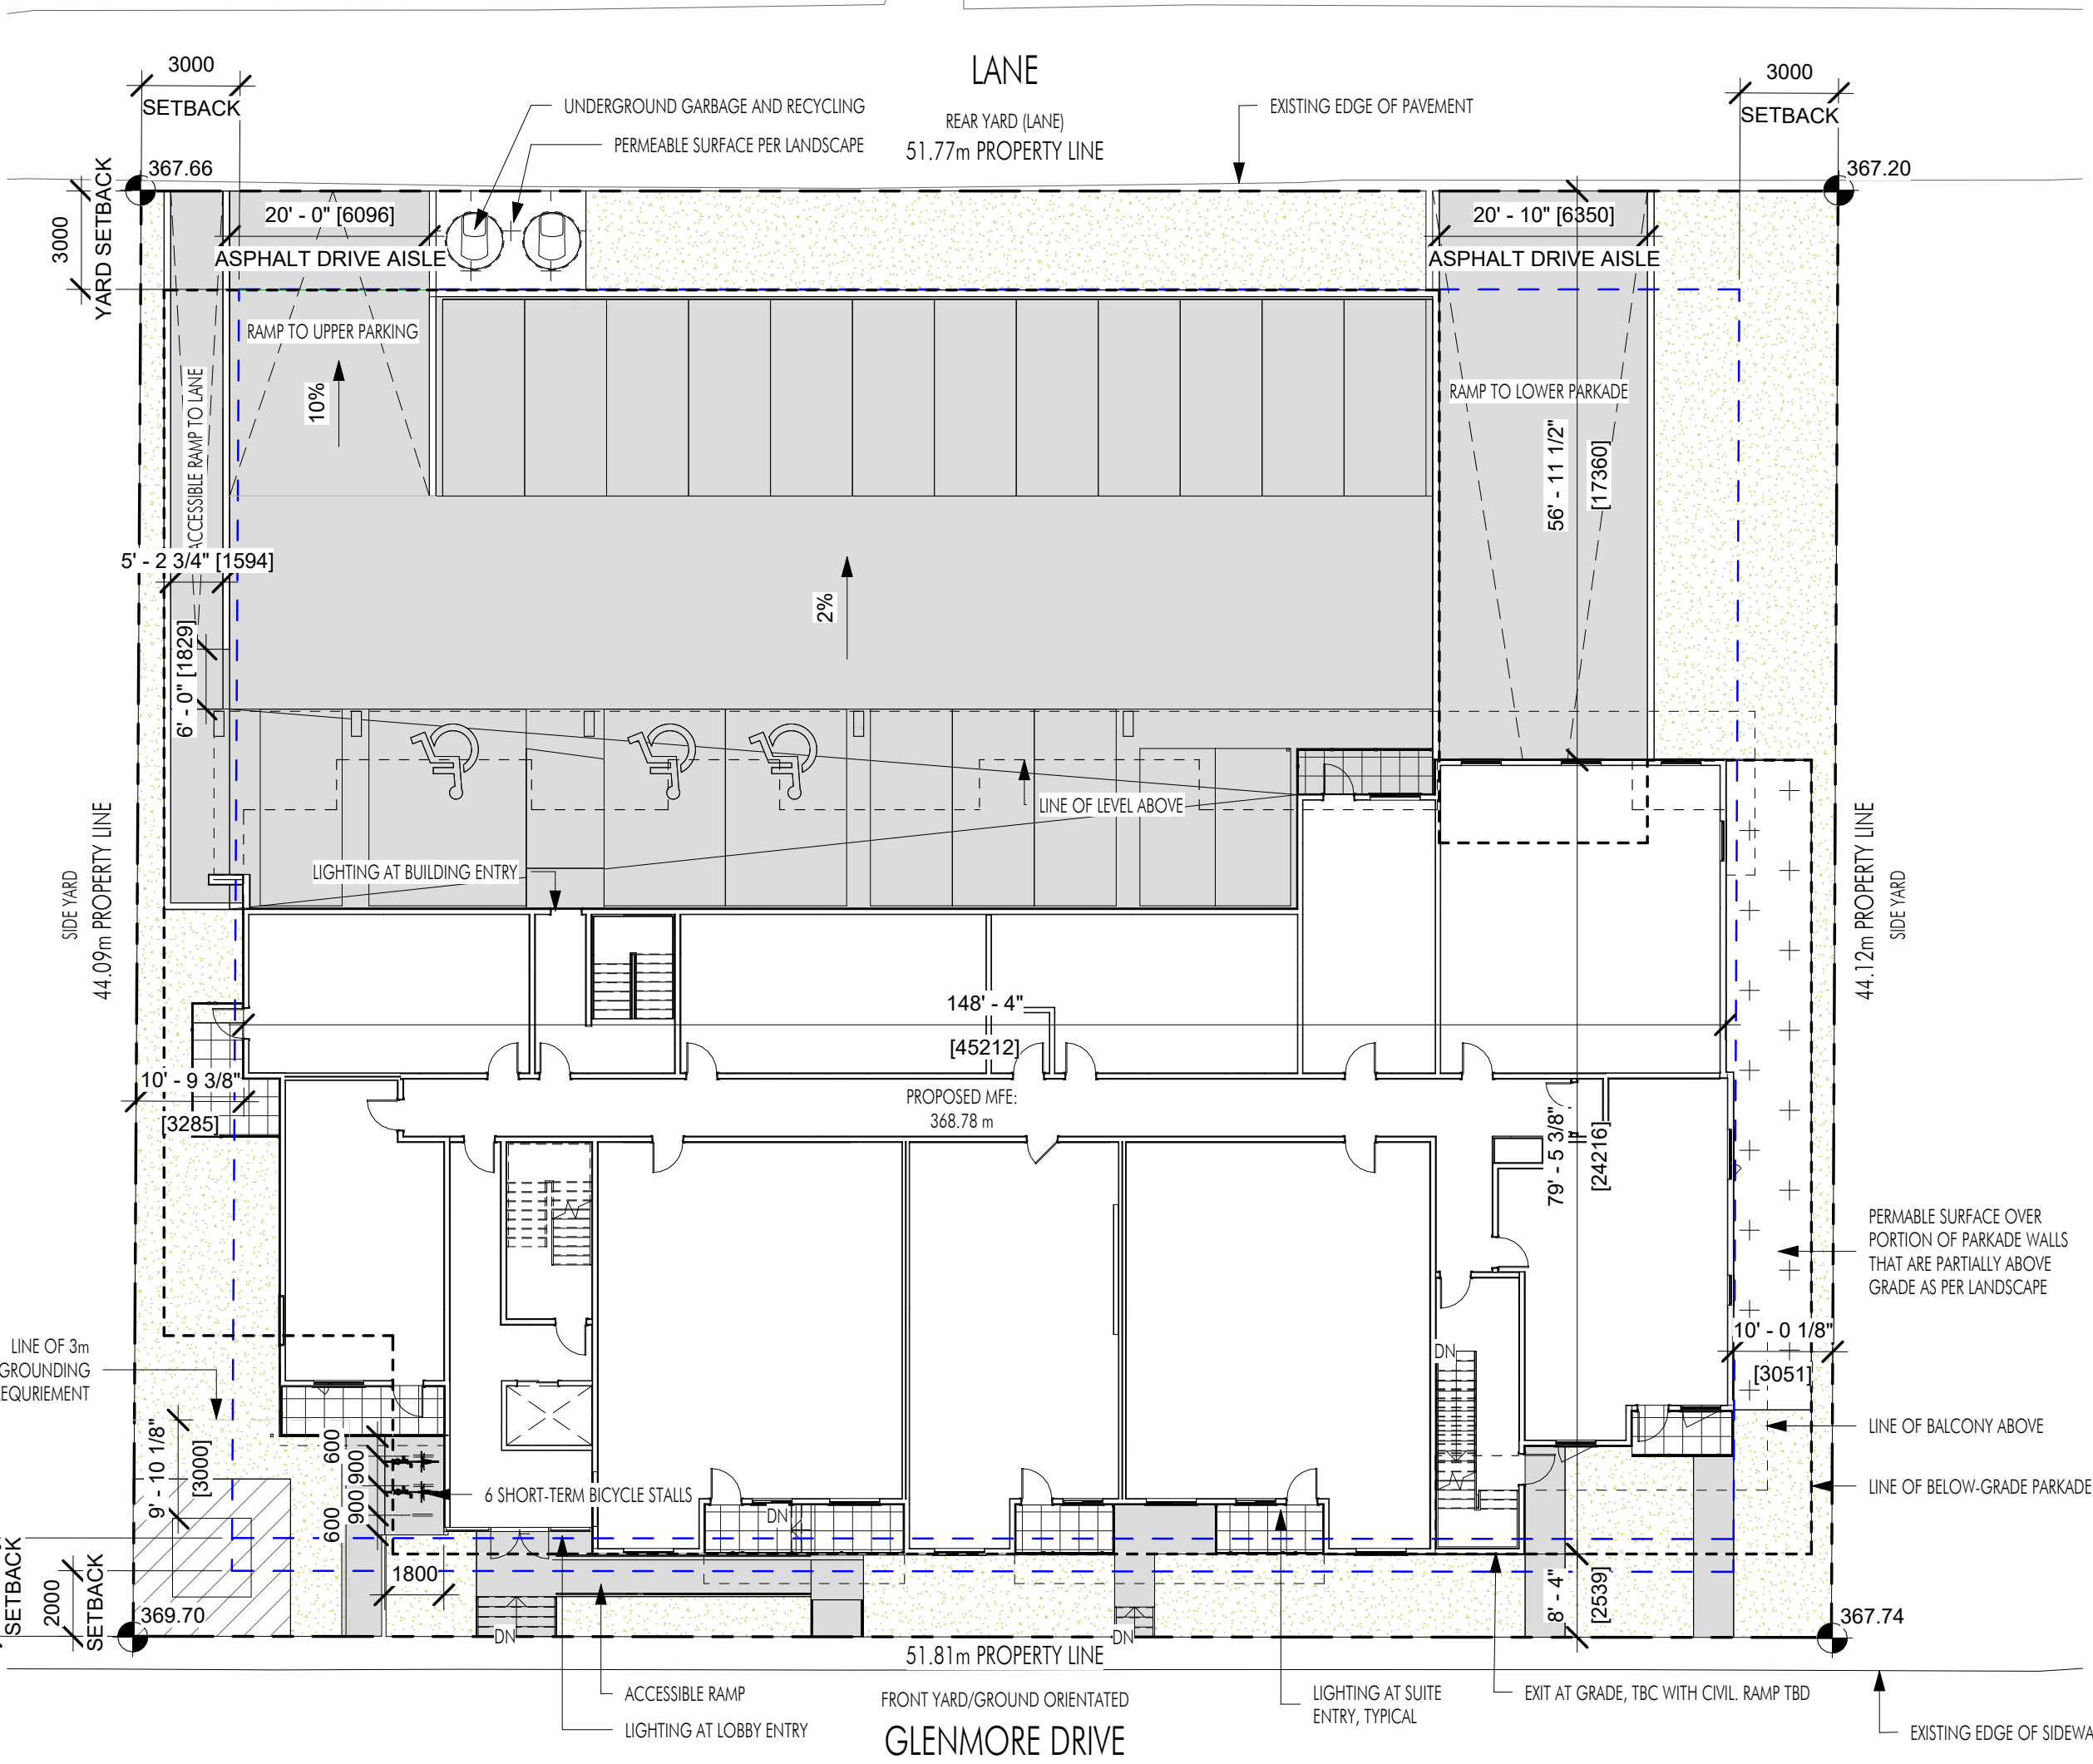 LANE
REAR YARD (LANE)
51.77m PROPERTY LINE
3000
SETBACK
3000
SETBACK
UNDERGROUND GARBAGE AND RECYCLING
PERMEABLE SURFACE PER LANDSCAPE
EXISTING EDGE OF PAVEMENT
367.66
367.20
3000
YARD SETBACK
20' - 0" [6096]
ASPHALT DRIVE AISLE
20' - 10" [6350]
ASPHALT DRIVE AISLE
RAMP TO UPPER PARKING
10%
ACCESSIBLE RAMP TO LANE
RAMP TO LOWER PARKADE
56' - 11 1/2"
[17360]
5' - 2 3/4" [1594]
2%
6' - 0" [1829]
LINE OF LEVEL ABOVE
LIGHTING AT BUILDING ENTRY
SIDE YARD
44.09m PROPERTY LINE
44.12m PROPERTY LINE
SIDE YARD
148' - 4"
[45212]
10' - 9 3/8"
[3285]
PROPOSED MFE:
368.78 m
79' - 5 3/8"
[24216]
PERMABLE SURFACE OVER
PORTION OF PARKADE WALLS
THAT ARE PARTIALLY ABOVE
GRADE AS PER LANDSCAPE
LINE OF 3m
GROUNDING
EQURIEMENT
DN
10' - 0 1/8"
[3051]
9' - 10 1/8"
[3000]
600
900
900
600
6 SHORT-TERM BICYCLE STALLS
DN
LINE OF BALCONY ABOVE
LINE OF BELOW-GRADE PARKADE
SETBACK
2000
SETBACK
1800
8' - 4"
[2539]
369.70
367.74
DN
DN
51.81m PROPERTY LINE
ACCESSIBLE RAMP
LIGHTING AT LOBBY ENTRY
FRONT YARD/GROUND ORIENTATED
GLENMORE DRIVE
LIGHTING AT SUITE
ENTRY, TYPICAL
EXIT AT GRADE, TBC WITH CIVIL. RAMP TBD
EXISTING EDGE OF SIDEWA